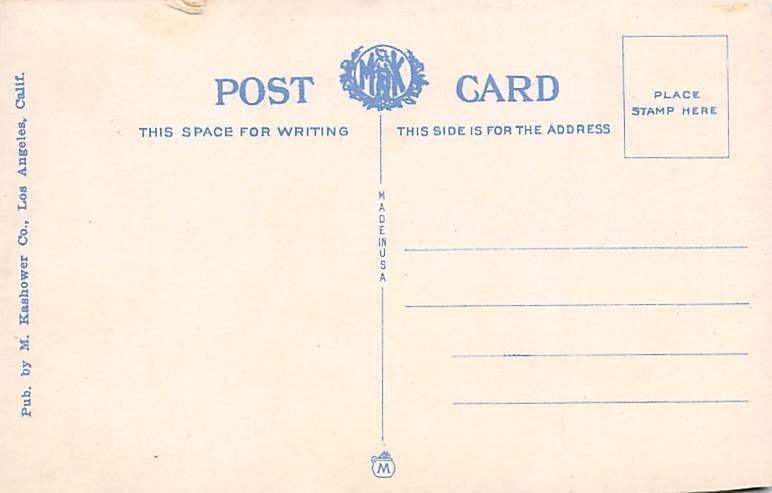 POST CARD
MK
THIS SPACE FOR WRITING
THIS SIDE IS FOR THE ADDRESS
PLACE
STAMP HERE
MADE IN USA
Pub. by M. Kashower Co., Los Angeles, Calif.
M